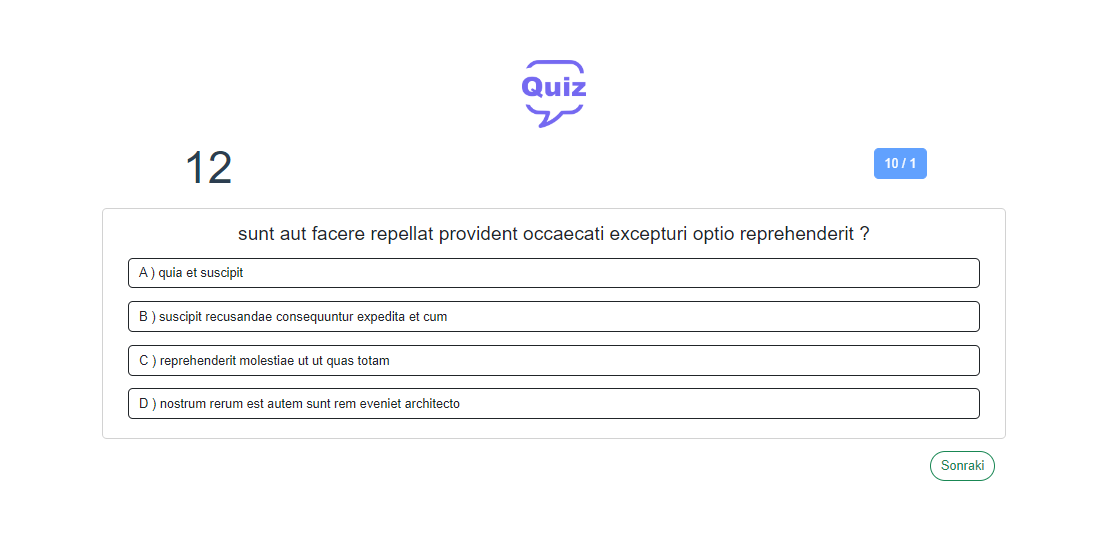 Quiz
12
10 / 1
sunt aut facere repellat provident occaecati excepturi optio reprehenderit ?
A ) quia et suscipit
B ) suscipit recusandae consequuntur expedita et cum
C ) reprehenderit molestiae ut ut quas totam
D ) nostrum rerum est autem sunt rem eveniet architecto
Sonraki